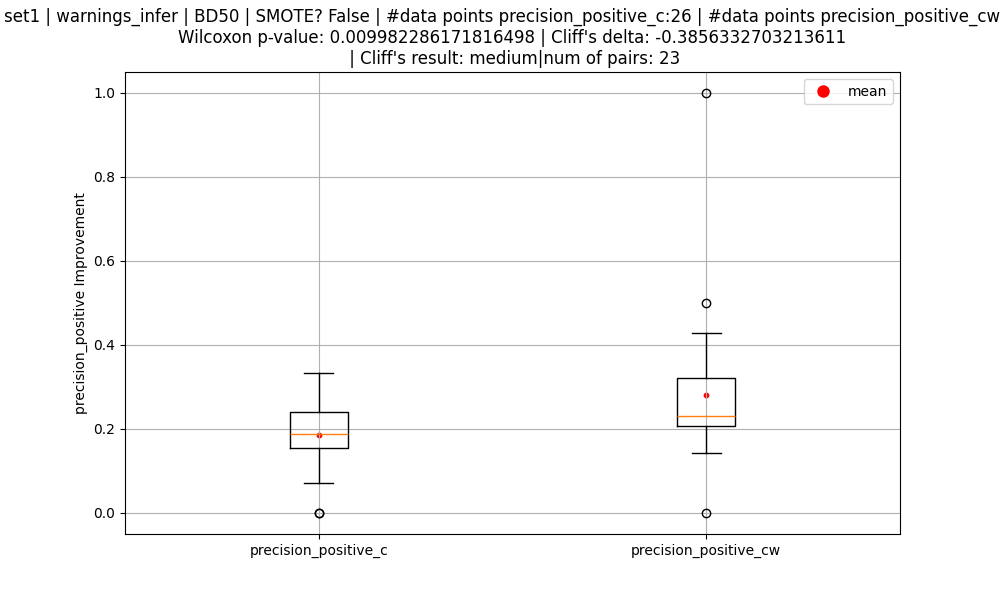 set1 | warnings_infer | BD50 | SMOTE? False | #data points precision_positive_c:26 | #data points precision_positive_cw
Wilcoxon p-value: 0.009982286171816498 | Cliff's delta: -0.3856332703213611
| Cliff's result: medium|num of pairs: 23
mean
1.0
0.8
0.6
0.4
0.2
0.0
precision_positive Improvement
precision_positive_c
precision_positive_cw